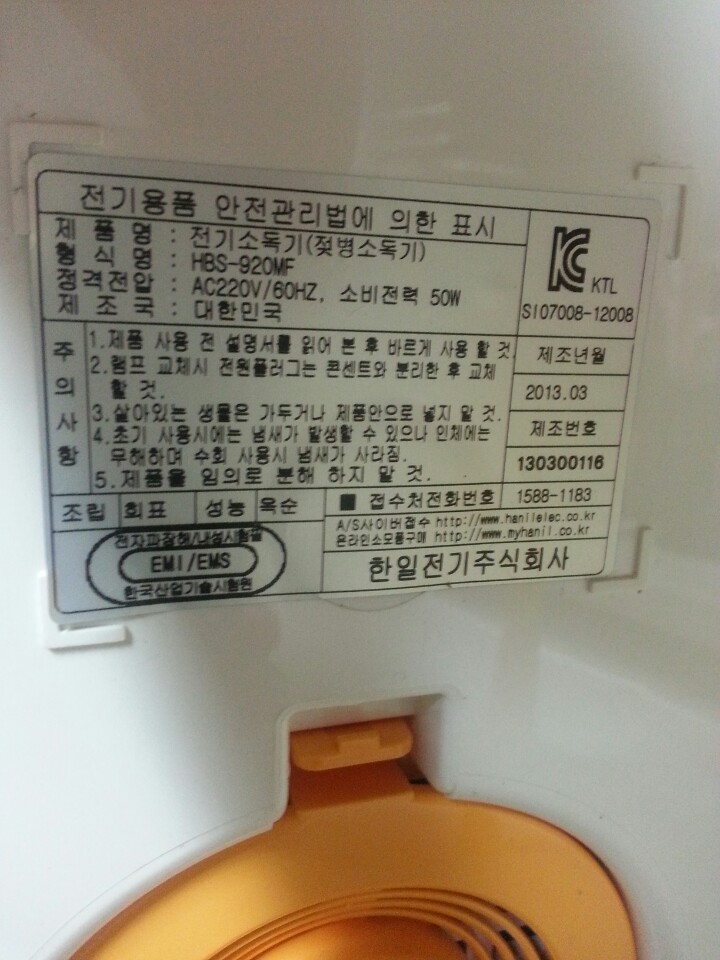 전기용품 안전관리법에 의한 표시
제 품 명 : 전기소독기(젖병소독기)
형 식 명 : HBS-920MF
정격전압 : AC220V/60HZ, 소비전력 50W
제 조 국 : 대한민국
KC KTL
SI07008-12008
주의사항
1.제품 사용 전 설명서를 읽어 본 후 바르게 사용 할 것.
2.램프 교체시 전원플러그는 콘센트와 분리한 후 교체
할 것.
3.살아있는 생물은 가두거나 제품안으로 넣지 말 것.
4.초기 사용시에는 냄새가 발생할 수 있으나 인체에는
무해하며 수회 사용시 냄새가 사라짐.
5.제품을 임의로 분해 하지 말 것.
제조년월
2013.03
제조번호
130300116
조립 회표 성능 옥순
■ 접수처전화번호 1588-1183
A/S사이버접수 http://www.hanilelec.co.kr
온라인소모품구매 http://www.myhanil.co.kr
한일전기주식회사
전자파장해/내성시험필
EMI/EMS
한국산업기술시험원